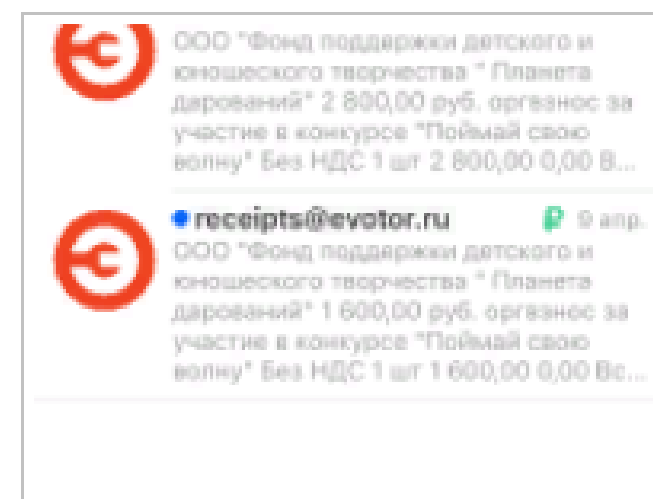 ООО "Фонд поддержки детского и
юношеского творчества " Планета
дарований" 2 800,00 руб. оргвзнос за
участие в конкурсе "Поймай свою
волну" Без НДС 1 шт 2 800,00 0,00 В...
receipts@evotor.ru ₽ 9 апр.
ООО "Фонд поддержки детского и
юношеского творчества " Планета
дарований" 1 600,00 руб. оргвзнос за
участие в конкурсе "Поймай свою
волну" Без НДС 1 шт 1 600,00 0,00 Вс...